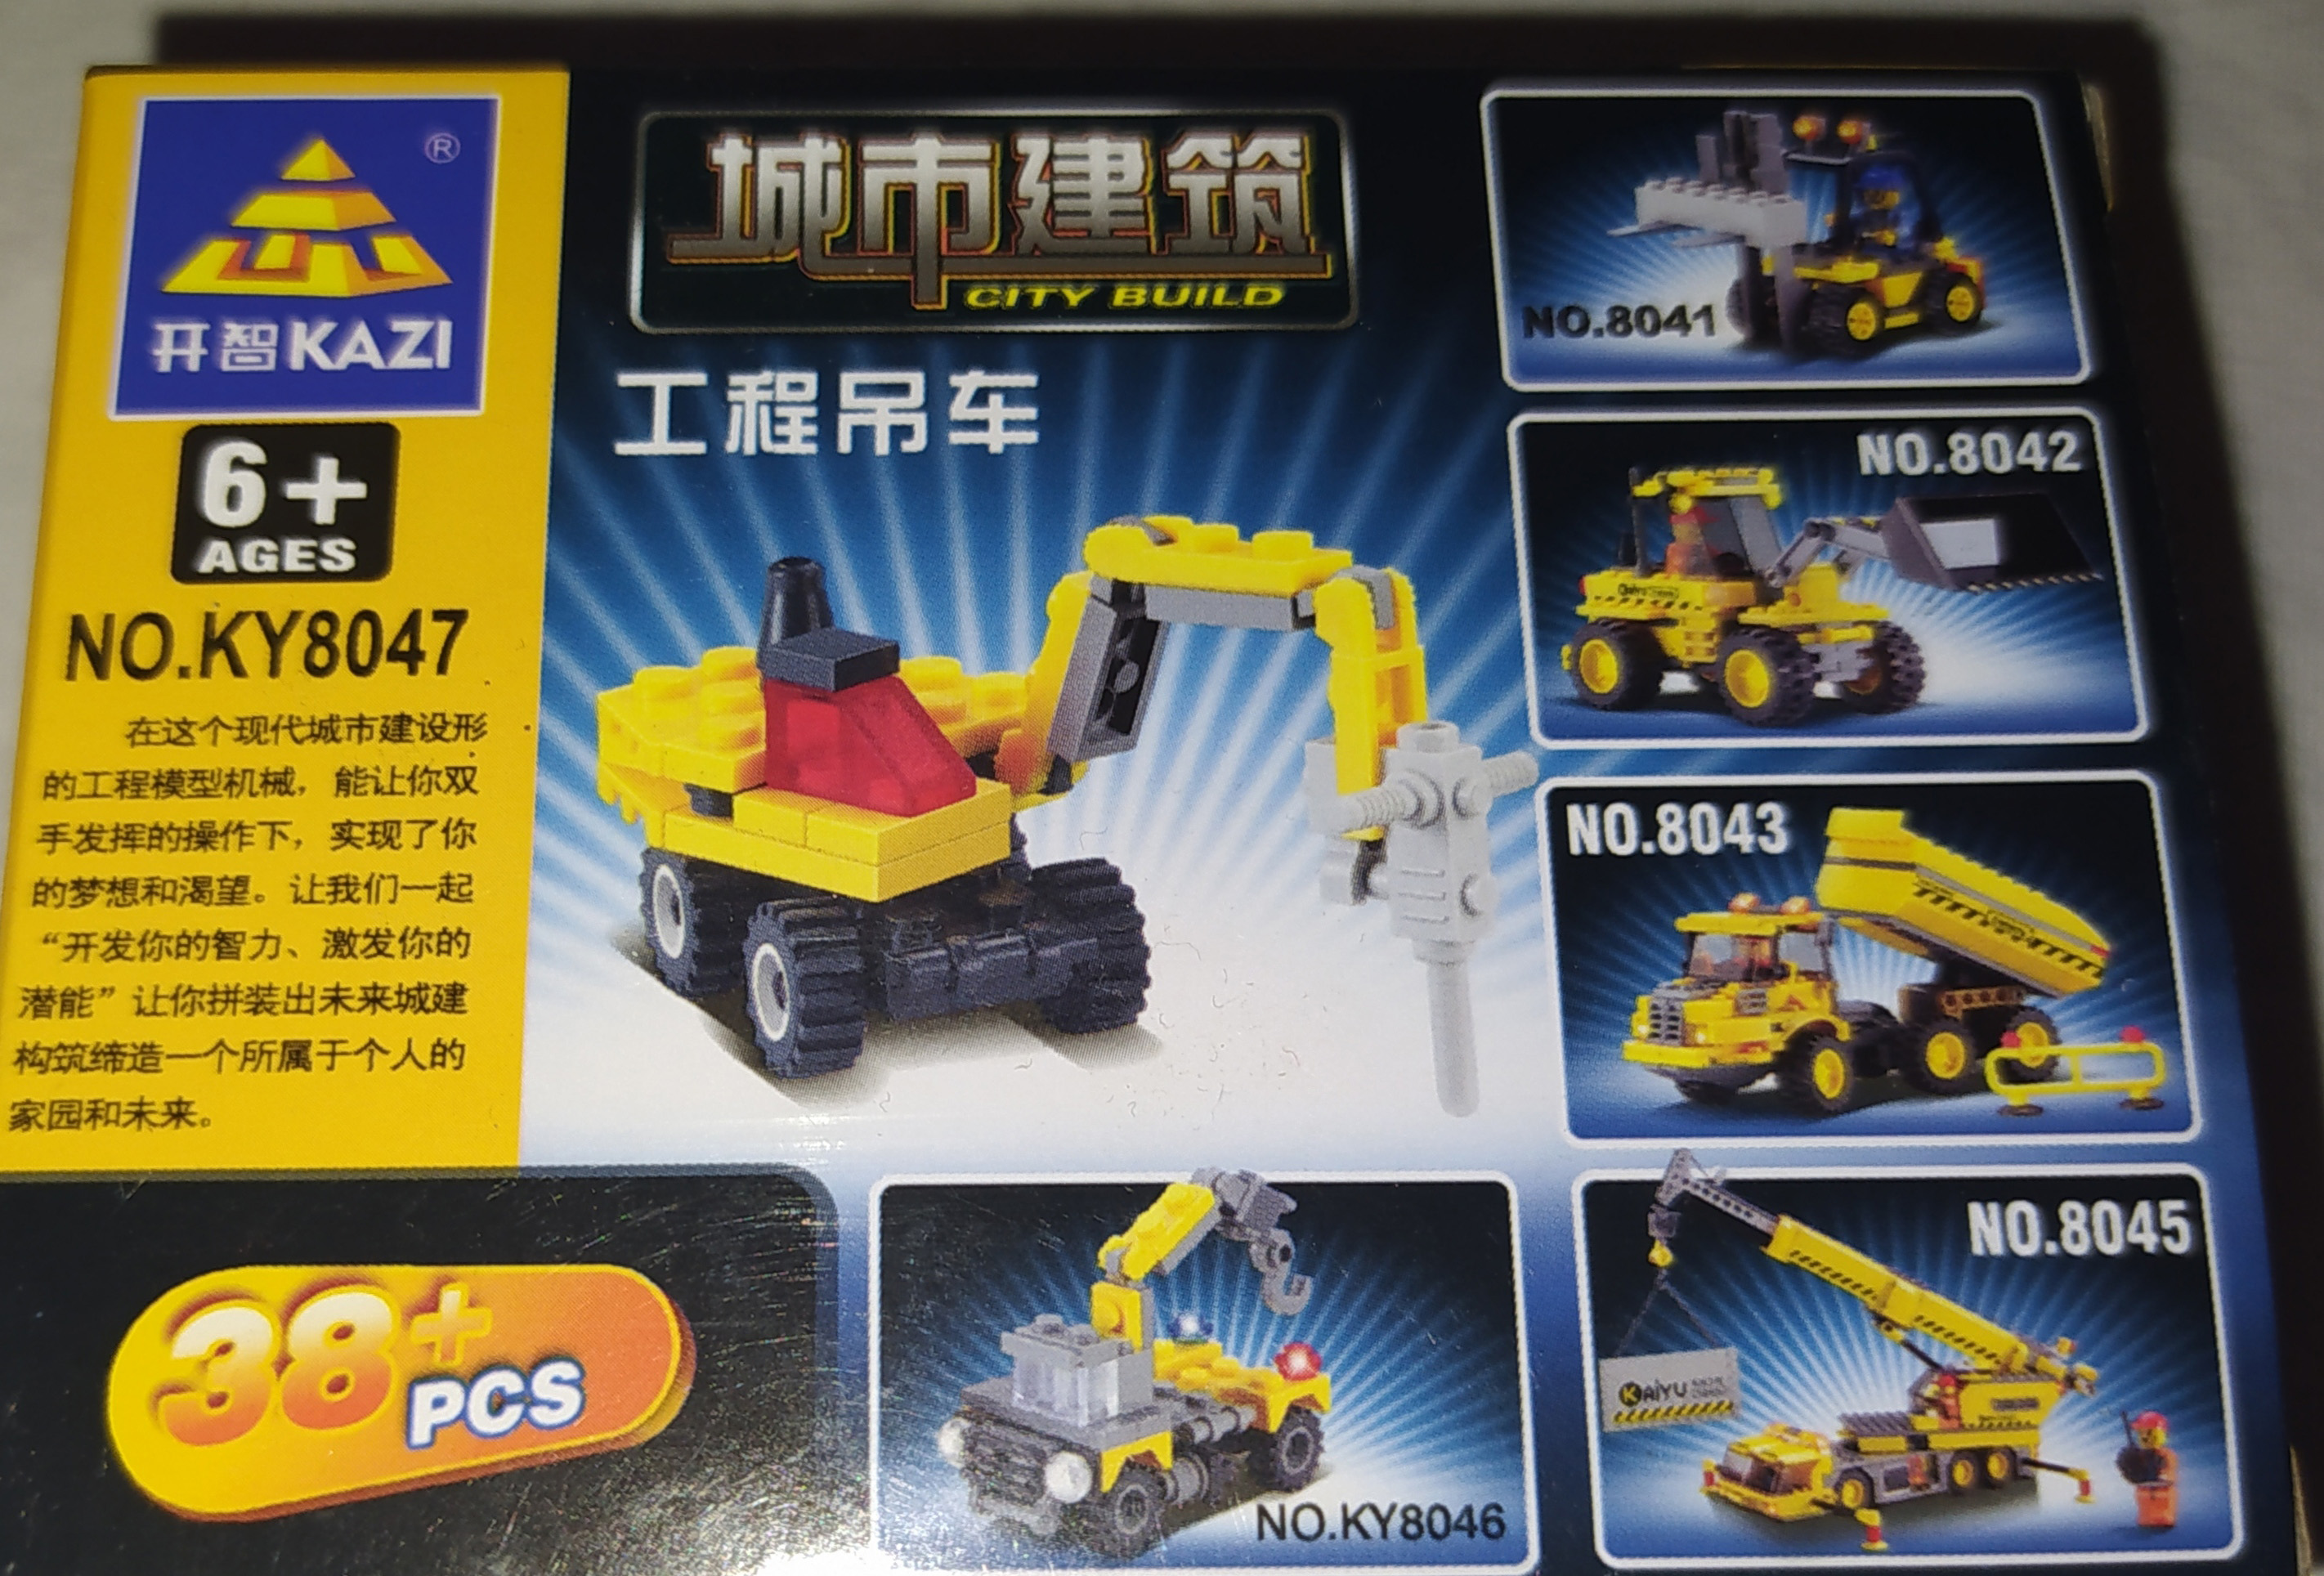 ®
开智KAZI
6+
AGES
NO.KY8047
在这个现代城市建设形
的工程模型机械，能让你双
手发挥的操作下，实现了你
的梦想和渴望。让我们一起
“开发你的智力、激发你的
潜能”让你拼装出未来城建
构筑缔造一个所属于个人的
家园和未来。
38+
PCS
城市建筑
CITY BUILD
工程吊车
NO.8041
NO.8042
NO.8043
NO.KY8046
NO.8045
KAIYU